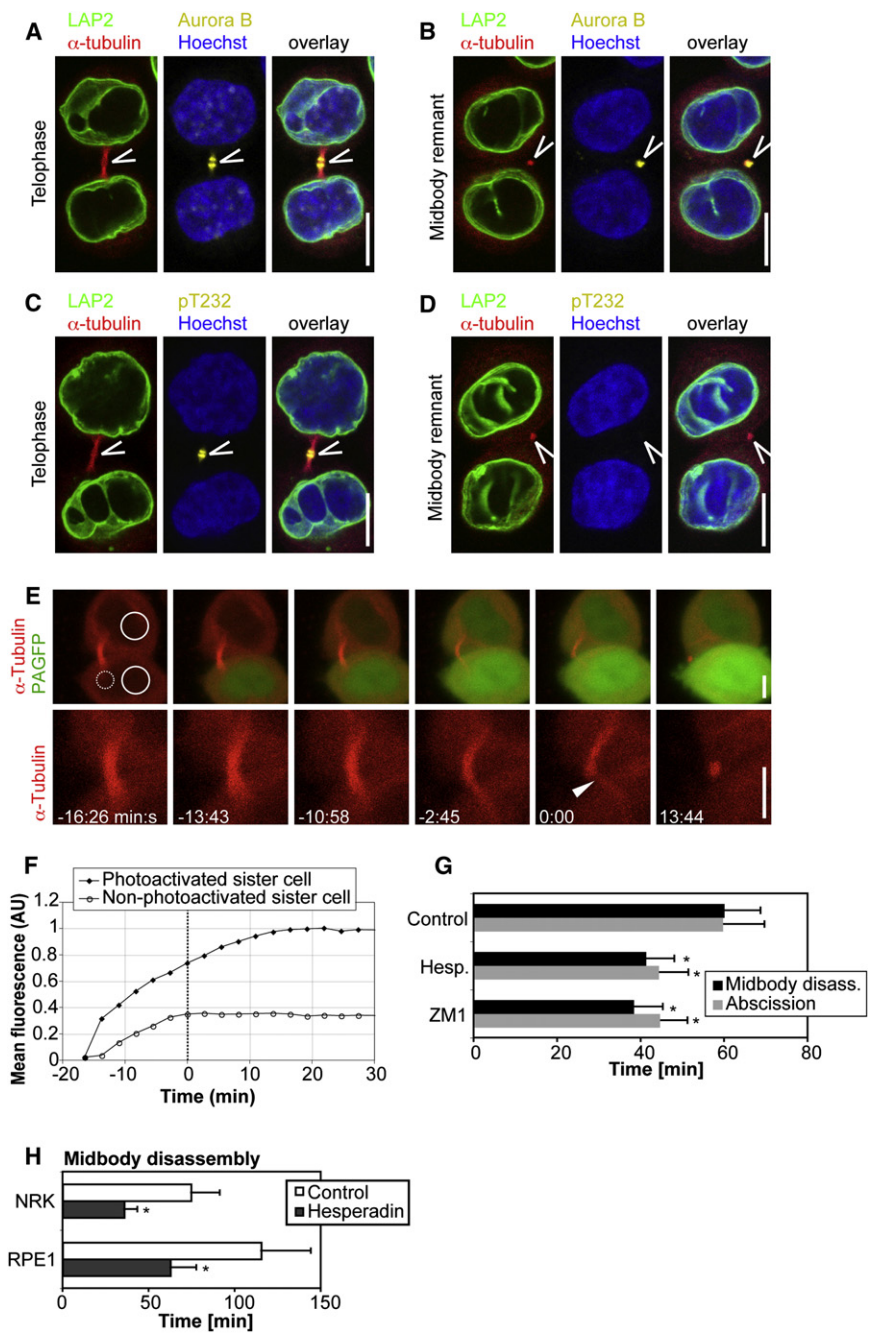 A
LAP2 Aurora B
α-tubulin Hoechst overlay
Telophase
B
LAP2 Aurora B
α-tubulin Hoechst overlay
Midbody remnant
C
LAP2 pT232
α-tubulin Hoechst overlay
Telophase
D
LAP2 pT232
α-tubulin Hoechst overlay
Midbody remnant
E
α-Tubulin
PAGFP
α-Tubulin
-16:26 min:s -13:43 -10:58 -2:45 0:00 13:44
F
Photoactivated sister cell
Non-photoactivated sister cell
Mean fluorescence (AU)
1.2
1
0.8
0.6
0.4
0.2
0
-20 -10 0 10 20 30
Time (min)
G
Control
Hesp. *
*
ZM1 *
*
Midbody disass.
Abscission
0 20 40 60 80
Time [min]
H Midbody disassembly
NRK *
RPE1 *
Control
Hesperadin
0 50 100 150
Time [min]